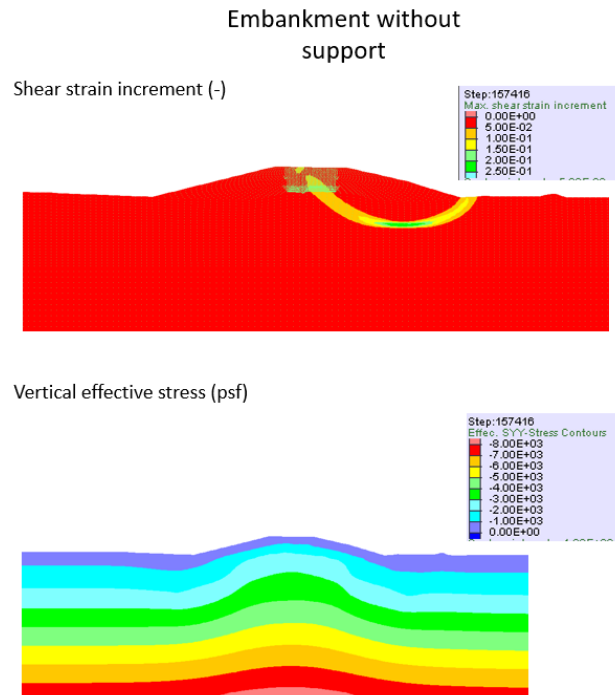 Embankment without
support
Shear strain increment (-)
Step:157416
Max. shear strain increment
0.00E+00
5.00E-02
1.00E-01
1.50E-01
2.00E-01
2.50E-01
Vertical effective stress (psf)
Step:157416
Effec. SYY-Stress Contours
-8.00E+03
-7.00E+03
-6.00E+03
-5.00E+03
-4.00E+03
-3.00E+03
-2.00E+03
-1.00E+03
0.00E+00